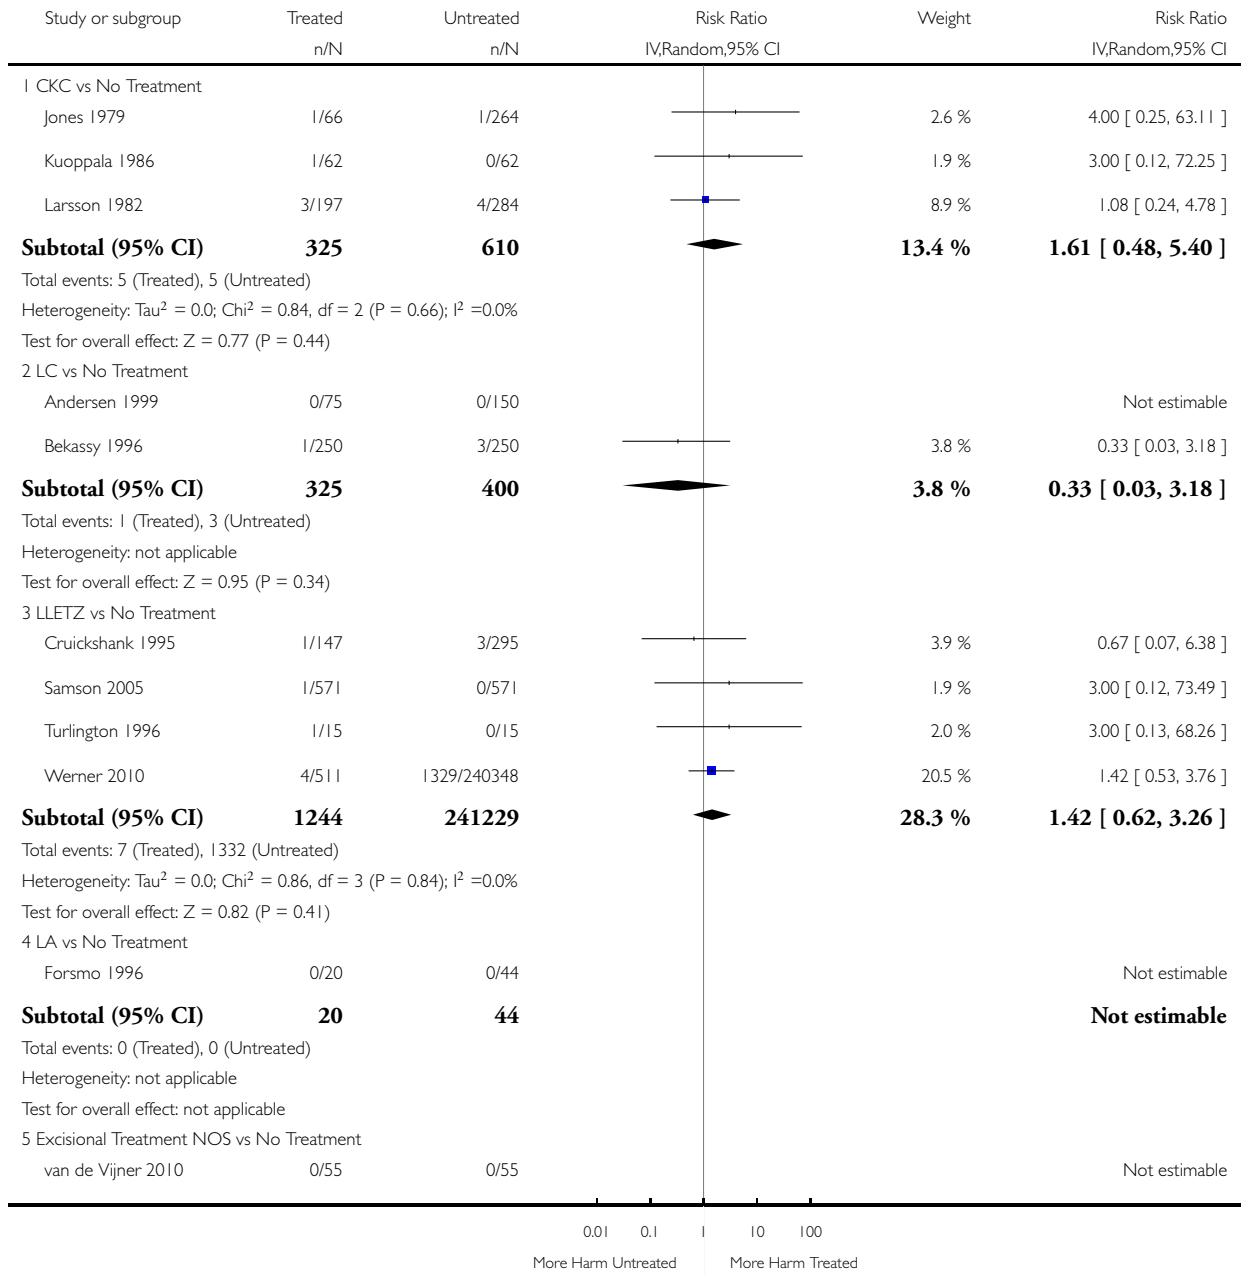 Study or subgroup Treated Untreated Risk Ratio Weight Risk Ratio
n/N n/N IV,Random,95% CI IV,Random,95% CI
1 CKC vs No Treatment
Jones 1979 1/66 1/264 2.6 % 4.00 [ 0.25, 63.11 ]
Kuoppala 1986 1/62 0/62 1.9 % 3.00 [ 0.12, 72.25 ]
Larsson 1982 3/197 4/284 8.9 % 1.08 [ 0.24, 4.78 ]
Subtotal (95% CI) 325 610 13.4 % 1.61 [ 0.48, 5.40 ]
Total events: 5 (Treated), 5 (Untreated)
Heterogeneity: Tau² = 0.0; Chi² = 0.84, df = 2 (P = 0.66); I² =0.0%
Test for overall effect: Z = 0.77 (P = 0.44)
2 LC vs No Treatment
Andersen 1999 0/75 0/150 Not estimable
Bekassy 1996 1/250 3/250 3.8 % 0.33 [ 0.03, 3.18 ]
Subtotal (95% CI) 325 400 3.8 % 0.33 [ 0.03, 3.18 ]
Total events: 1 (Treated), 3 (Untreated)
Heterogeneity: not applicable
Test for overall effect: Z = 0.95 (P = 0.34)
3 LLETZ vs No Treatment
Cruickshank 1995 1/147 3/295 3.9 % 0.67 [ 0.07, 6.38 ]
Samson 2005 1/571 0/571 1.9 % 3.00 [ 0.12, 73.49 ]
Turlington 1996 1/15 0/15 2.0 % 3.00 [ 0.13, 68.26 ]
Werner 2010 4/511 1329/240348 20.5 % 1.42 [ 0.53, 3.76 ]
Subtotal (95% CI) 1244 241229 28.3 % 1.42 [ 0.62, 3.26 ]
Total events: 7 (Treated), 1332 (Untreated)
Heterogeneity: Tau² = 0.0; Chi² = 0.86, df = 3 (P = 0.84); I² =0.0%
Test for overall effect: Z = 0.82 (P = 0.41)
4 LA vs No Treatment
Forsmo 1996 0/20 0/44 Not estimable
Subtotal (95% CI) 20 44 Not estimable
Total events: 0 (Treated), 0 (Untreated)
Heterogeneity: not applicable
Test for overall effect: not applicable
5 Excisional Treatment NOS vs No Treatment
van de Vijner 2010 0/55 0/55 Not estimable
0.01 0.1 1 10 100
More Harm Untreated More Harm Treated